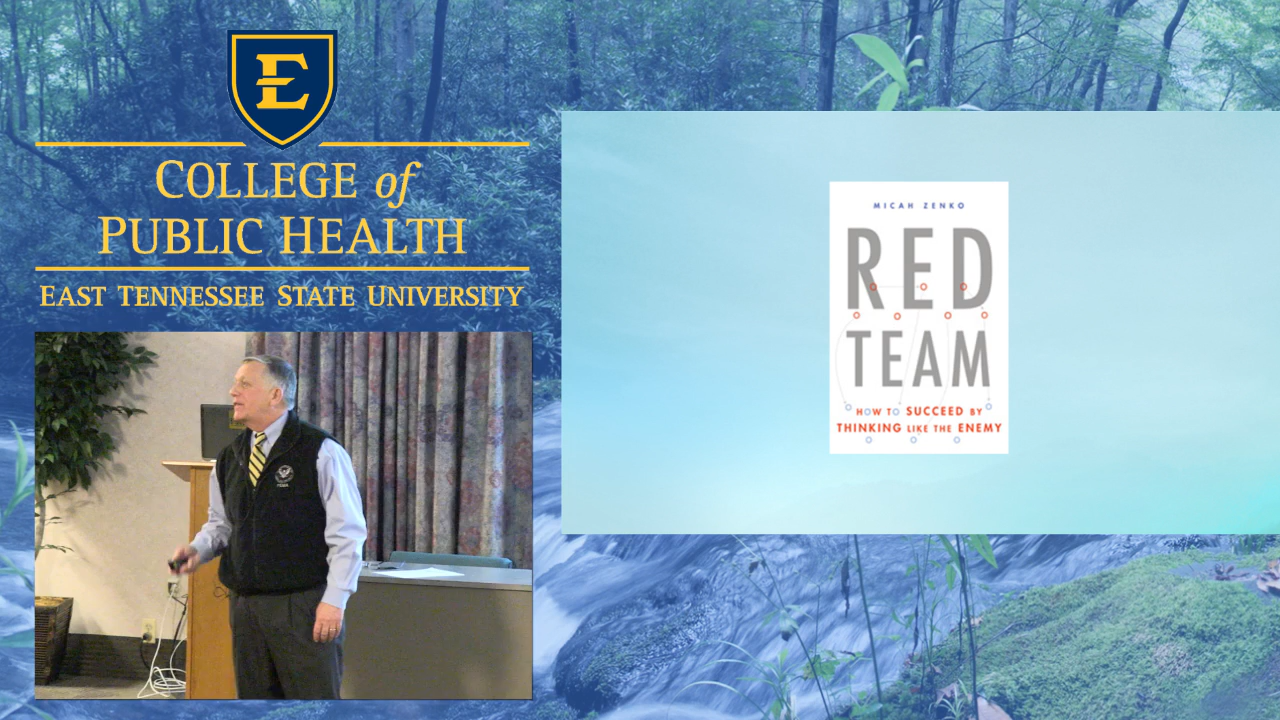 E
COLLEGE of
PUBLIC HEALTH
EAST TENNESSEE STATE UNIVERSITY
MICAH ZENKO
RED
TEAM
HOW TO SUCCEED BY
THINKING LIKE THE ENEMY